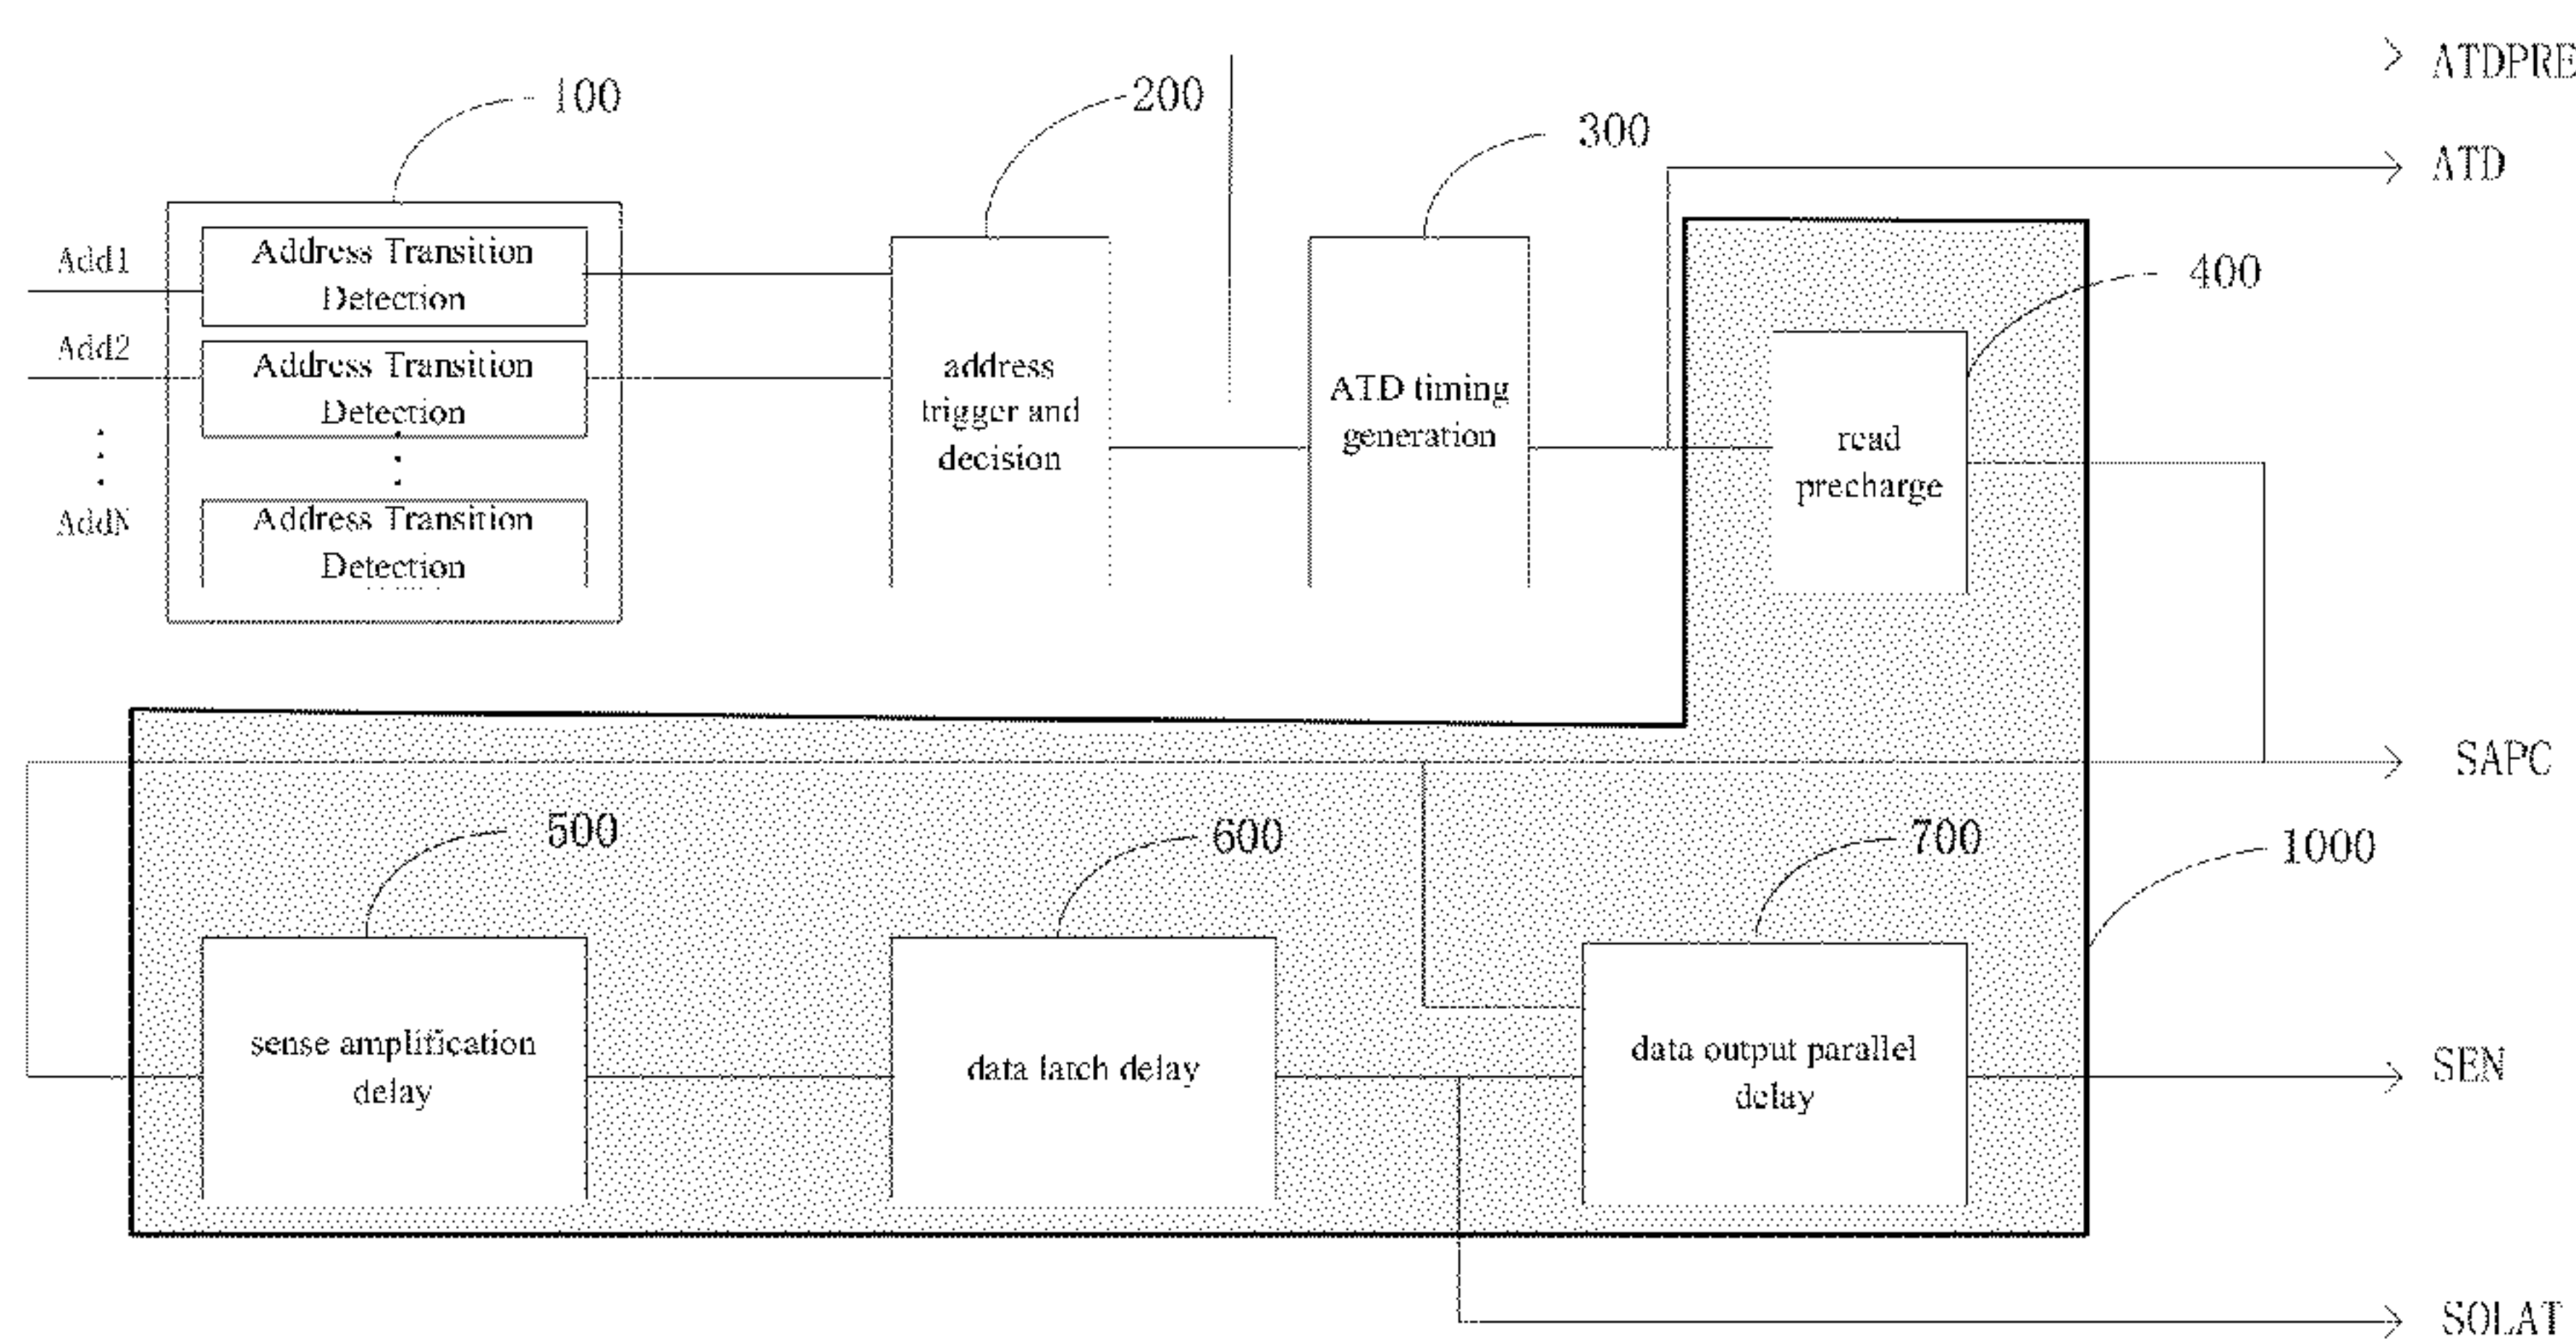 ATDPRE
100
200
300
ATD
Add1
Address Transition
Detection
400
Add2
Address Transition
Detection
address
trigger and
decision
ATD timing
generation
read
precharge
AddN
Address Transition
Detection
SAPC
500
600
700
1000
sense amplification
delay
data latch delay
data output parallel
delay
SEN
SOLAT